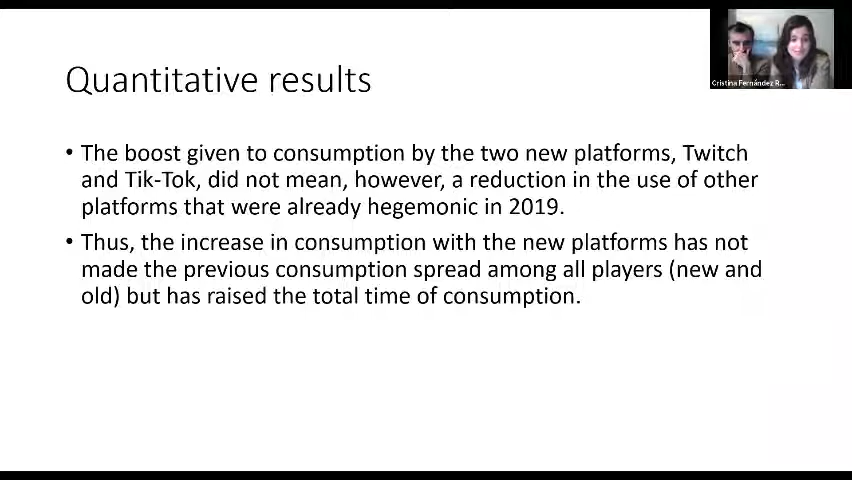 Quantitative results
Cristina Fernández R...
• The boost given to consumption by the two new platforms, Twitch
and Tik-Tok, did not mean, however, a reduction in the use of other
platforms that were already hegemonic in 2019.
• Thus, the increase in consumption with the new platforms has not
made the previous consumption spread among all players (new and
old) but has raised the total time of consumption.